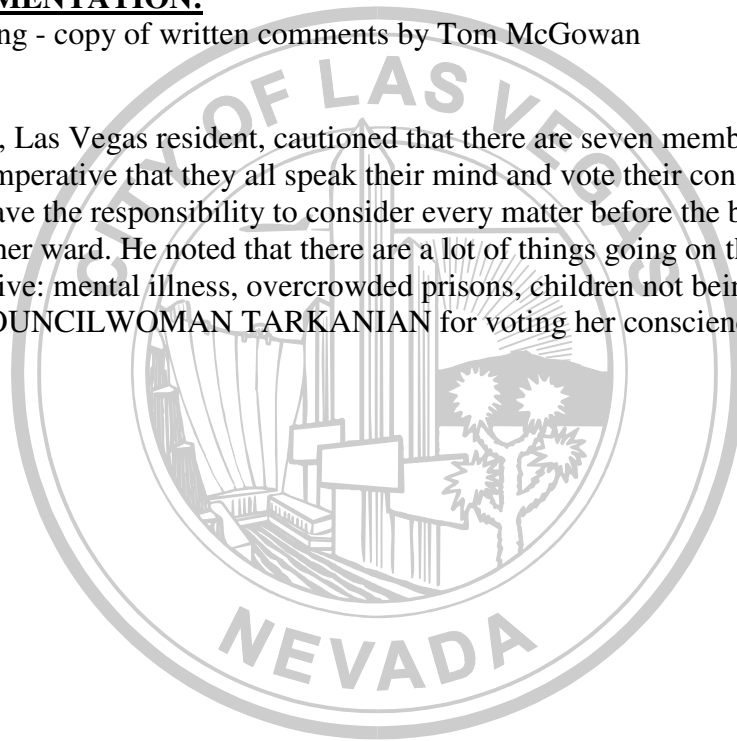 MENTATION:
ng - copy of written comments by Tom McGowan
, Las Vegas resident, cautioned that there are seven memb
mperative that they all speak their mind and vote their con
ave the responsibility to consider every matter before the b
her ward. He noted that there are a lot of things going on th
ive: mental illness, overcrowded prisons, children not bein
OUNCILWOMAN TARKANIAN for voting her conscienc
CITY OF LAS VEGAS
NEVADA